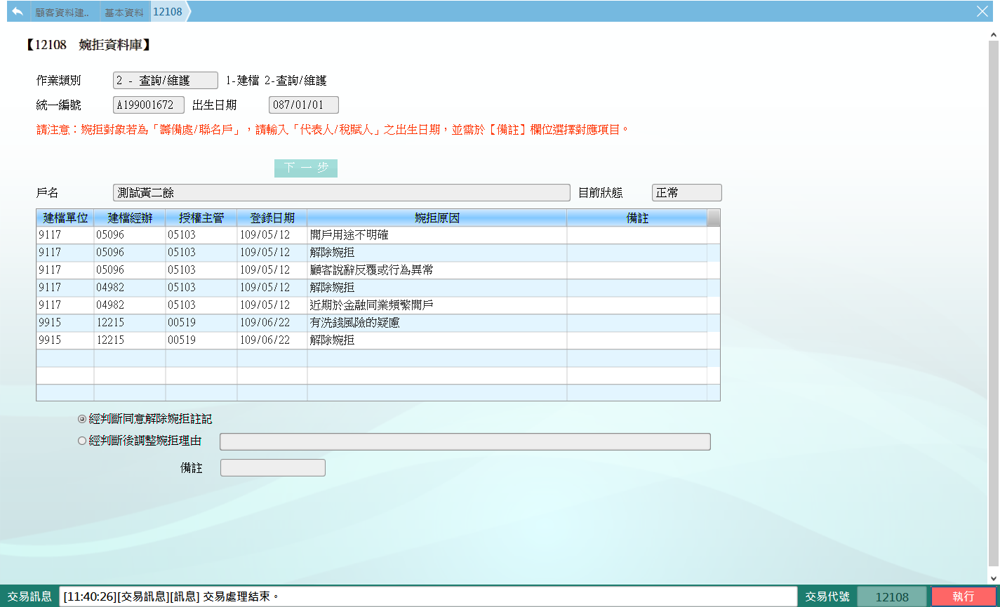 顧客資料建.. 基本資料 12108
【12108 婉拒資料庫】
作業類別 2 - 查詢/維護 1-建檔 2-查詢/維護
統一編號 A199001672 出生日期 087/01/01
請注意：婉拒對象若為「籌備處/聯名戶」，請輸入「代表人/稅賦人」之出生日期，並需於【備註】欄位選擇對應項目。
下一步
戶名 測試黃二餘 目前狀態 正常
建檔單位 建檔經辦 授權主管 登錄日期 婉拒原因 備註
9117 05096 05103 109/05/12 開戶用途不明確
9117 05096 05103 109/05/12 解除婉拒
9117 05096 05103 109/05/12 顧客說辭反覆或行為異常
9117 04982 05103 109/05/12 解除婉拒
9117 04982 05103 109/05/12 近期於金融同業頻繁開戶
9915 12215 00519 109/06/22 有洗錢風險的疑慮
9915 12215 00519 109/06/22 解除婉拒
經判斷同意解除婉拒註記
經判斷後調整婉拒理由
備註
交易訊息 [11:40:26][交易訊息][訊息] 交易處理結束。 交易代號 12108 執行